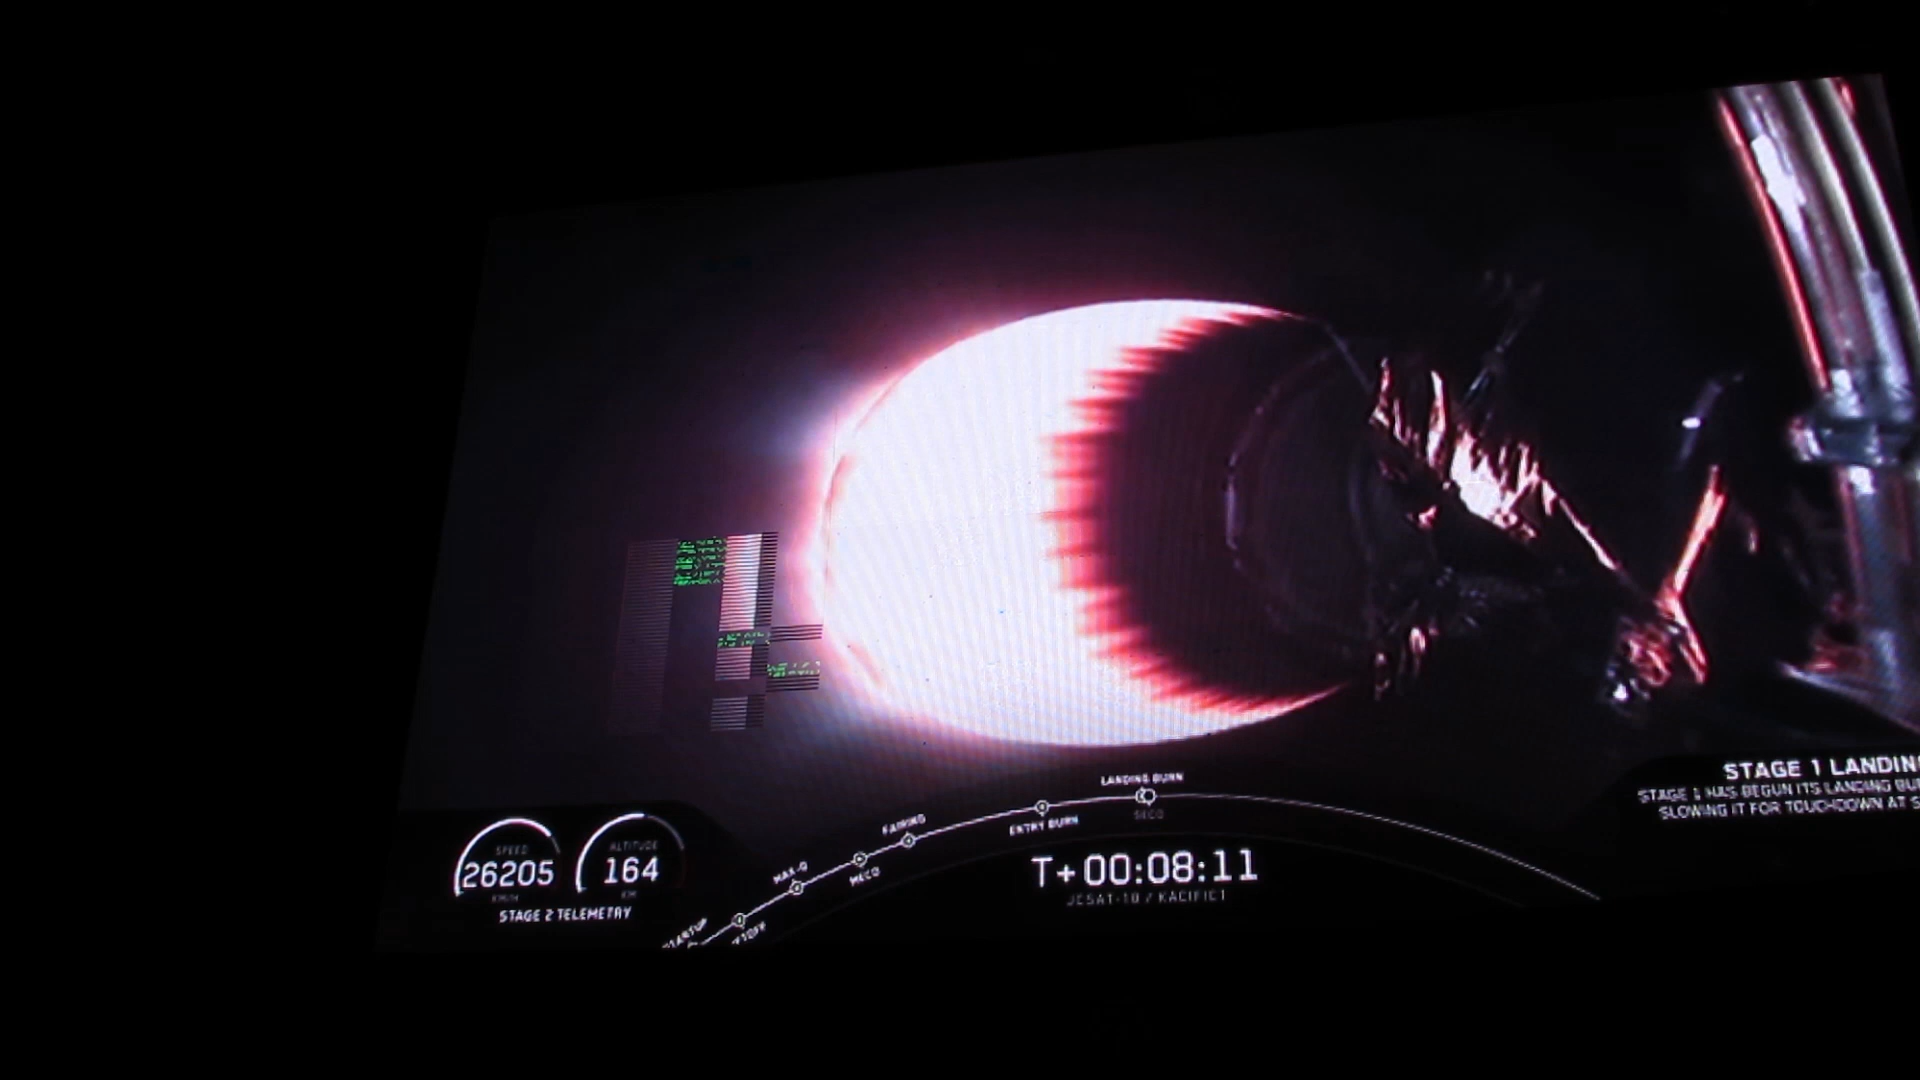 STAGE 1 LANDIN
STAGE 1 HAS BEGUN ITS LANDING BU
SLOWING IT FOR TOUCHDOWN AT S
LANDING BURN
SECO
ENTRY BURN
FAIRING
MECO
MAX-Q
STARTUP
SPEED
26205
KM/H
ALTITUDE
164
KM
STAGE 2 TELEMETRY
T+00:08:11
JCSAT-18 / KACIFIC1